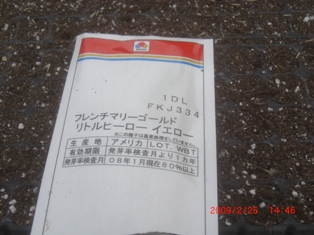 1DL
FKJ334
フレンチマリーゴールド
リトルヒーロー イエロー
生産地 アメリカ LOT WBT
有効期限 発芽率検査月より1カ年
発芽率検査月 08年1月現在80%以上
2009/2/25 14:46